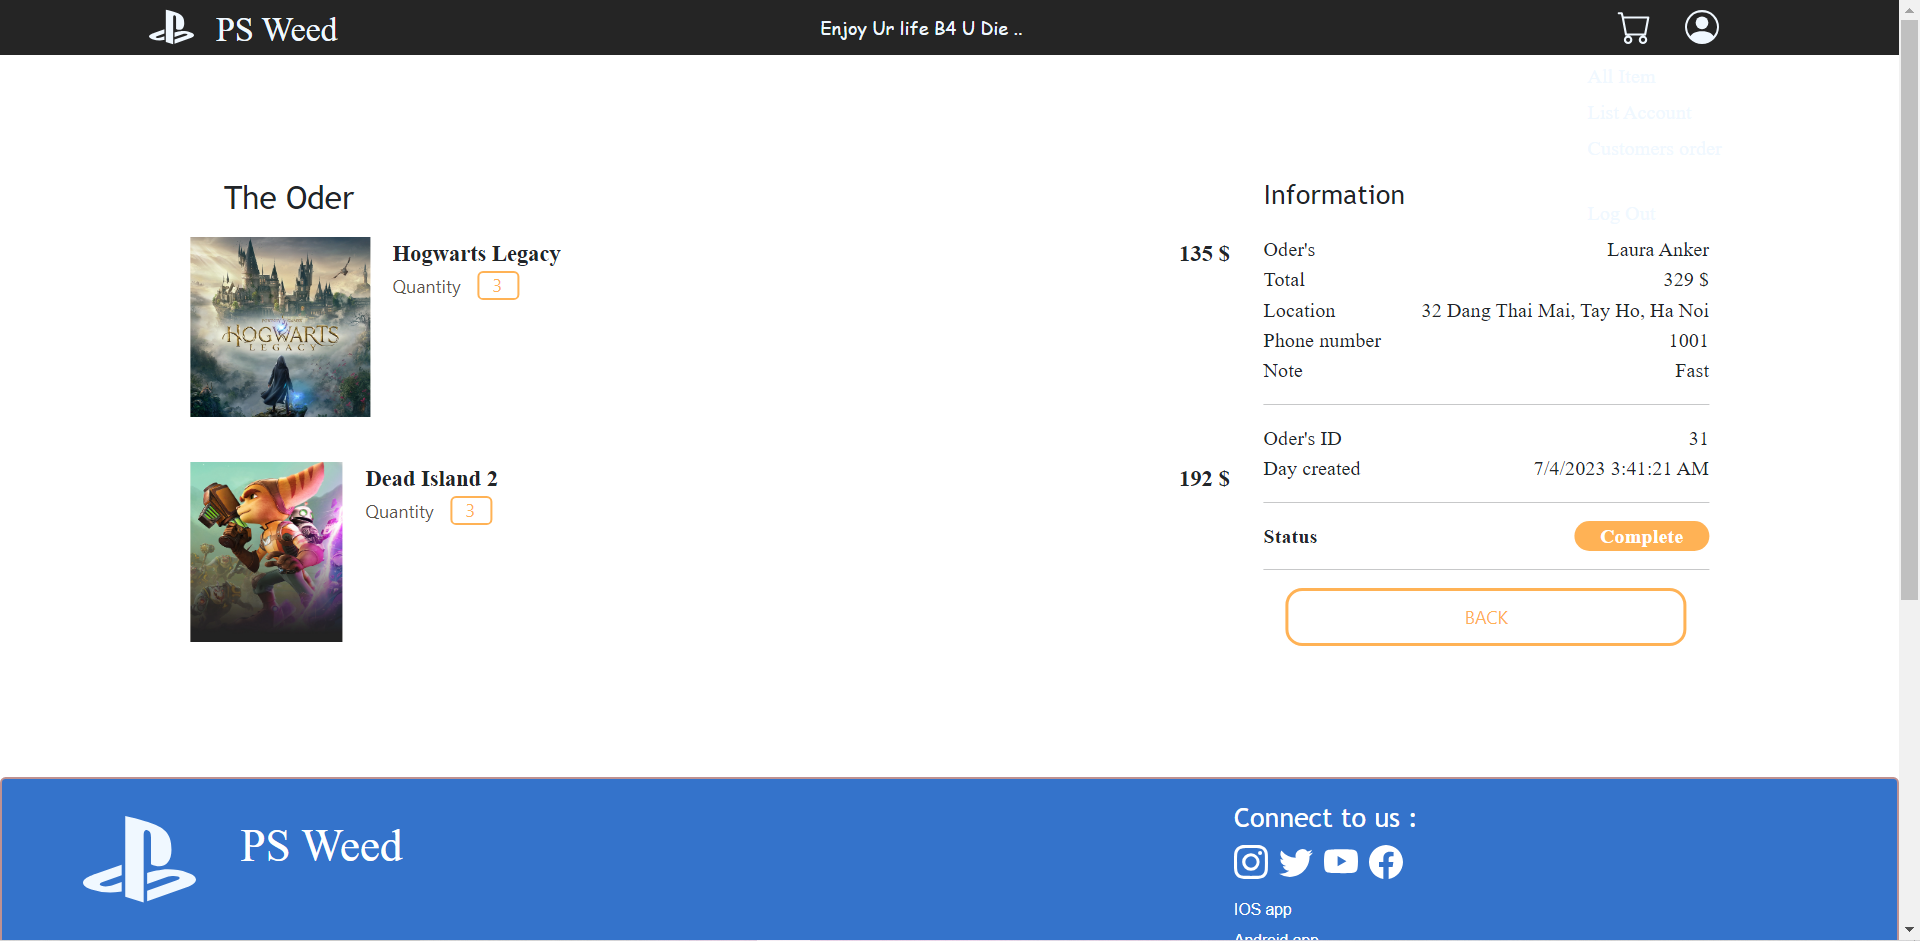 PS Weed
Enjoy Ur life B4 U Die ..
All Item
List Account
Customers order
Log Out
The Oder
HOGWARTS
LEGACY
Hogwarts Legacy
135 $
Quantity 3
Dead Island 2
192 $
Quantity 3
Information
Oder's Laura Anker
Total 329 $
Location 32 Dang Thai Mai, Tay Ho, Ha Noi
Phone number 1001
Note Fast
Oder's ID 31
Day created 7/4/2023 3:41:21 AM
Status Complete
BACK
PS Weed
Connect to us :
IOS app
Android app